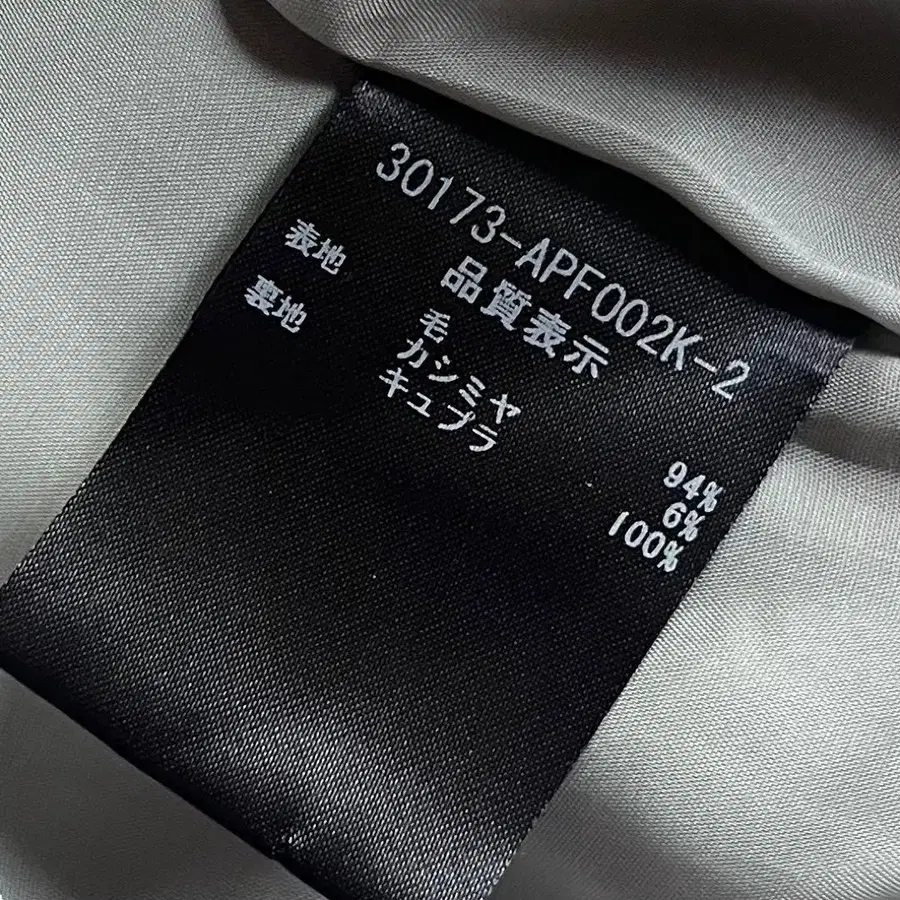 30173-APF002K-2
品質表示
表地 毛 94%
カシミヤ 6%
裏地 キュプラ 100%